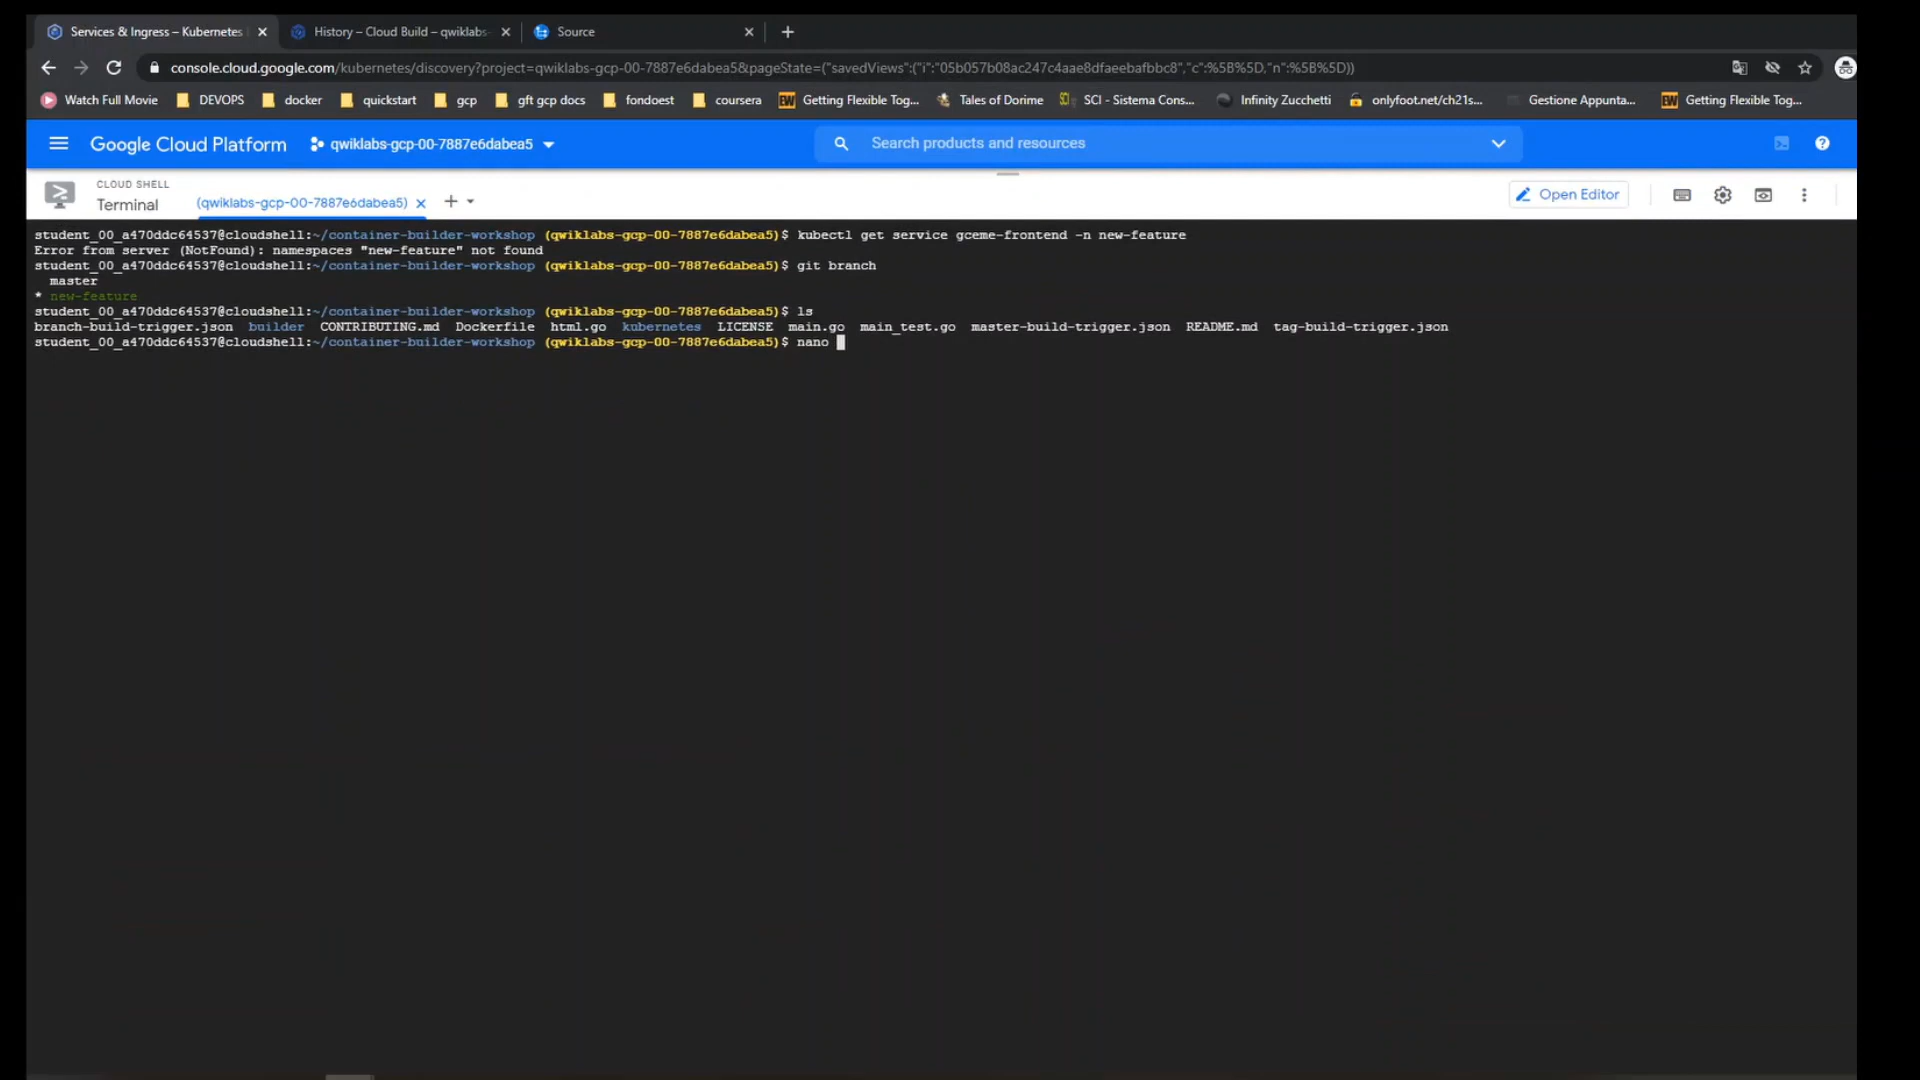 Services & Ingress – Kubernetes
History – Cloud Build – qwiklabs-
Source
console.cloud.google.com/kubernetes/discovery?project=qwiklabs-gcp-00-7887e6dabea5&pageState=("savedViews":("i":"05b057b08ac247c4aae8dfaeebafbbc8","c":%5B%5D,"n":%5B%5D))
Watch Full Movie DEVOPS docker quickstart gcp gft gcp docs fondoest coursera Getting Flexible Tog... Tales of Dorime SCI - Sistema Cons... Infinity Zucchetti onlyfoot.net/ch21s... Gestione Appunta... Getting Flexible Tog...
Google Cloud Platform qwiklabs-gcp-00-7887e6dabea5 Search products and resources
CLOUD SHELL
Terminal (qwiklabs-gcp-00-7887e6dabea5) Open Editor
student_00_a470ddc64537@cloudshell:~/container-builder-workshop (qwiklabs-gcp-00-7887e6dabea5)$ kubectl get service gceme-frontend -n new-feature
Error from server (NotFound): namespaces "new-feature" not found
student_00_a470ddc64537@cloudshell:~/container-builder-workshop (qwiklabs-gcp-00-7887e6dabea5)$ git branch
master
* new-feature
student_00_a470ddc64537@cloudshell:~/container-builder-workshop (qwiklabs-gcp-00-7887e6dabea5)$ ls
branch-build-trigger.json builder CONTRIBUTING.md Dockerfile html.go kubernetes LICENSE main.go main_test.go master-build-trigger.json README.md tag-build-trigger.json
student_00_a470ddc64537@cloudshell:~/container-builder-workshop (qwiklabs-gcp-00-7887e6dabea5)$ nano